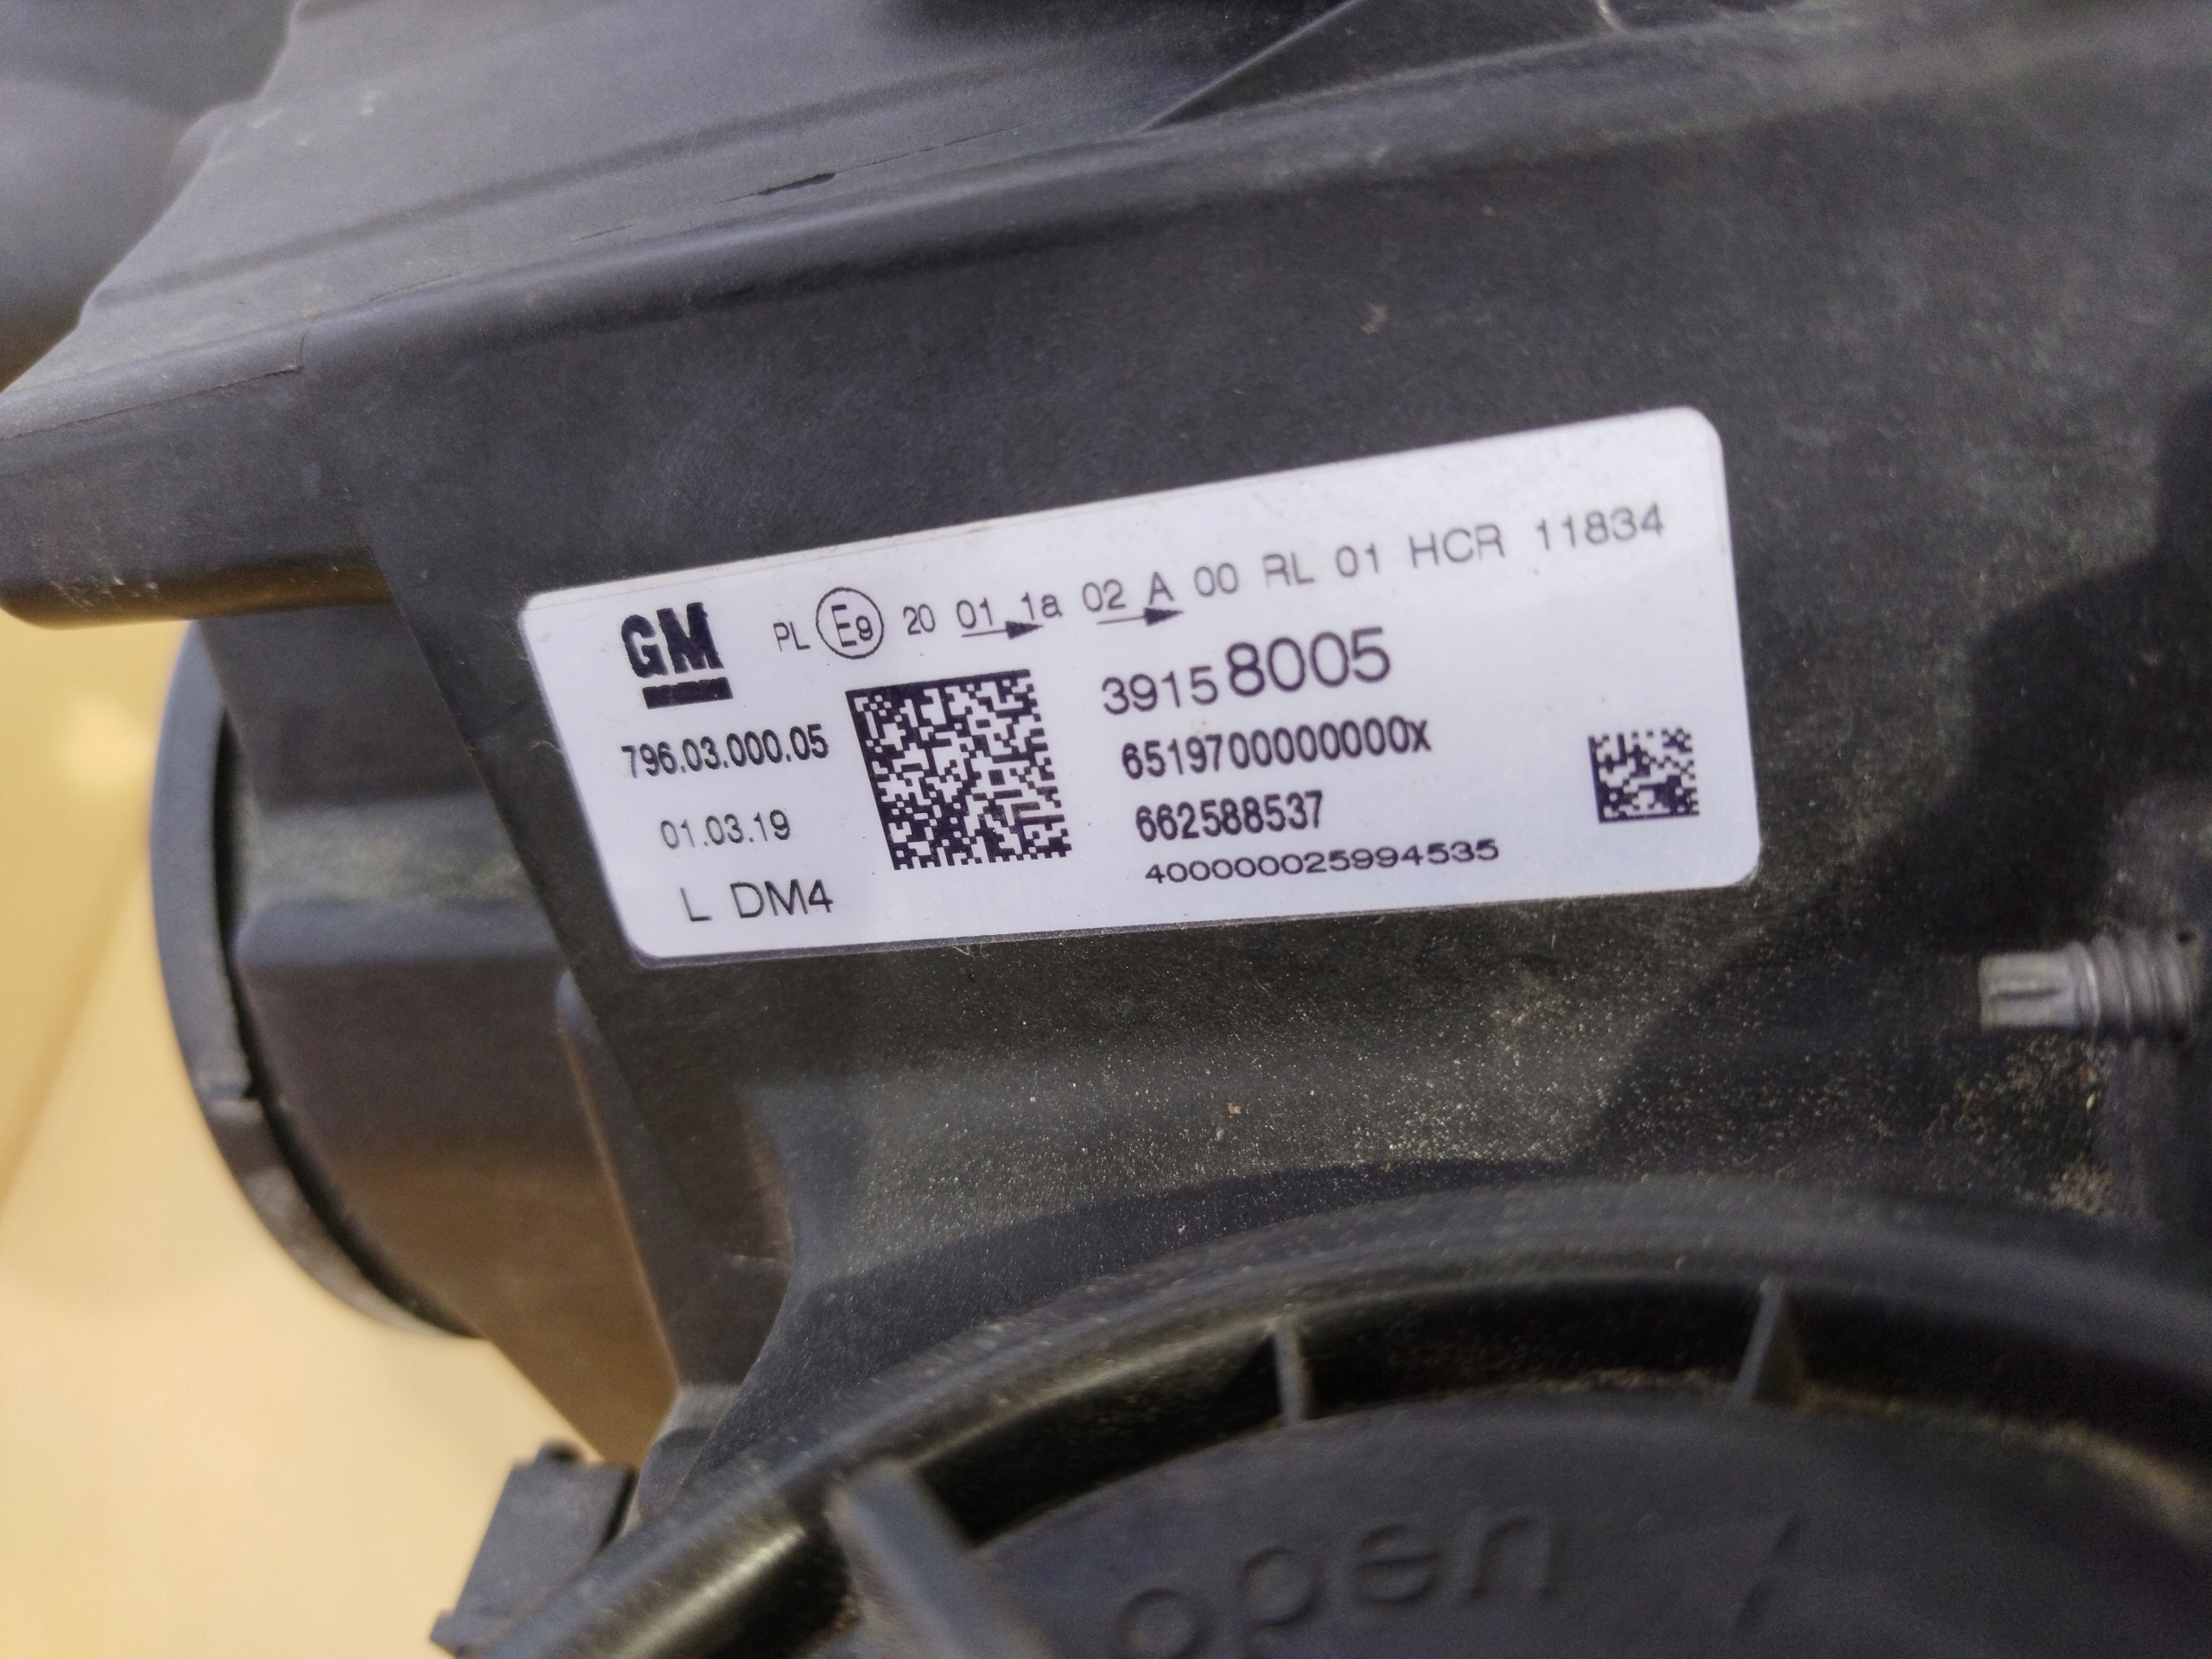 GM
PL E9 20 01 1a 02 A 00 RL 01 HCR 11834
39158005
796.03.000.05
6519700000000x
01.03.19
662588537
L DM4
400000025994535
open